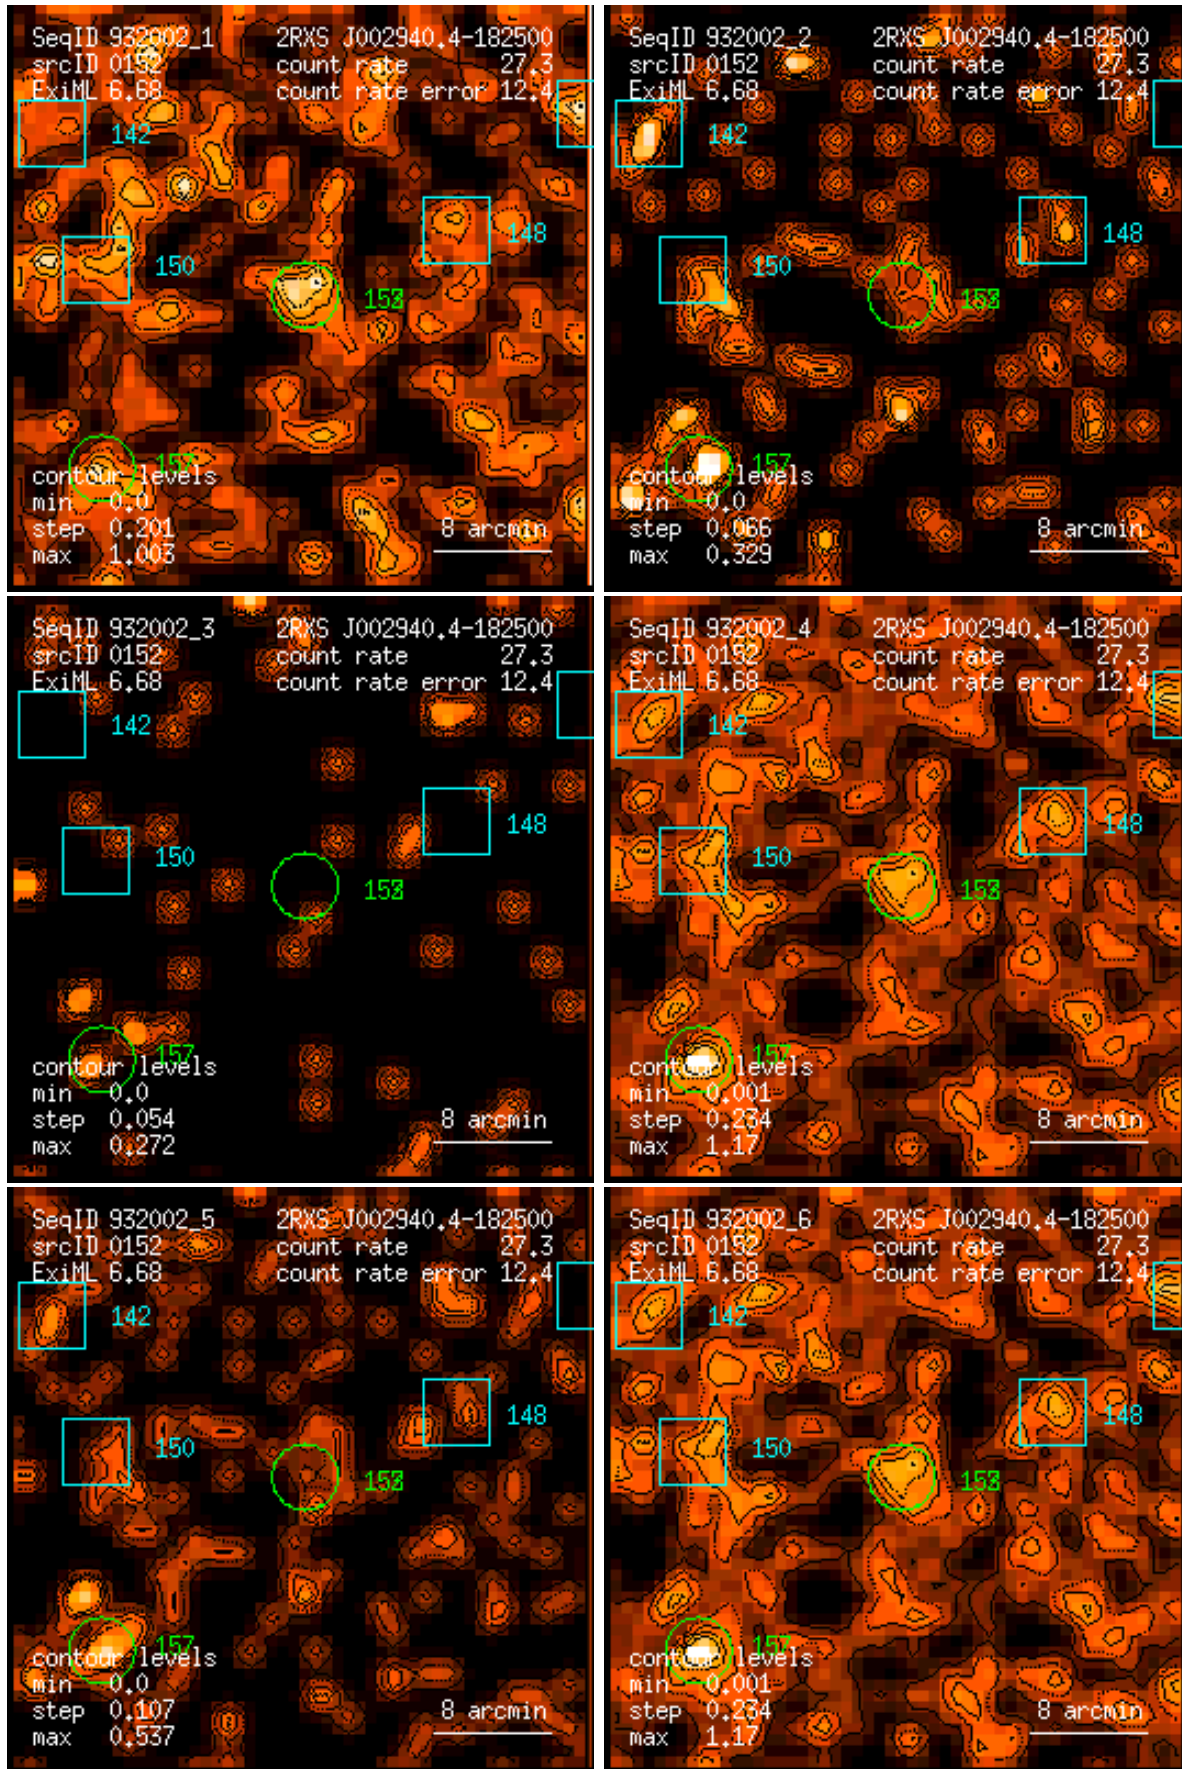 SeqID 932002_1 2RXS J002940.4-182500
srcID 0152 count rate 27.3
ExiML 6.68 count rate error 12.4
142
148
150
157
contour levels
min 0.0
step 0.201 8 arcmin
max 1.003
SeqID 932002_2 2RXS J002940.4-182500
srcID 0152 count rate 27.3
ExiML 6.68 count rate error 12.4
142
148
150
157
contour levels
min 0.0
step 0.066 8 arcmin
max 0.329
SeqID 932002_3 2RXS J002940.4-182500
srcID 0152 count rate 27.3
ExiML 6.68 count rate error 12.4
142
148
150
157
contour levels
min 0.0
step 0.054 8 arcmin
max 0.272
SeqID 932002_4 2RXS J002940.4-182500
srcID 0152 count rate 27.3
ExiML 6.68 count rate error 12.4
142
148
150
157
contour levels
min 0.001
step 0.234 8 arcmin
max 1.17
SeqID 932002_5 2RXS J002940.4-182500
srcID 0152 count rate 27.3
ExiML 6.68 count rate error 12.4
142
148
150
157
contour levels
min 0.0
step 0.107 8 arcmin
max 0.537
SeqID 932002_6 2RXS J002940.4-182500
srcID 0152 count rate 27.3
ExiML 6.68 count rate error 12.4
142
148
150
157
contour levels
min 0.001
step 0.234 8 arcmin
max 1.17